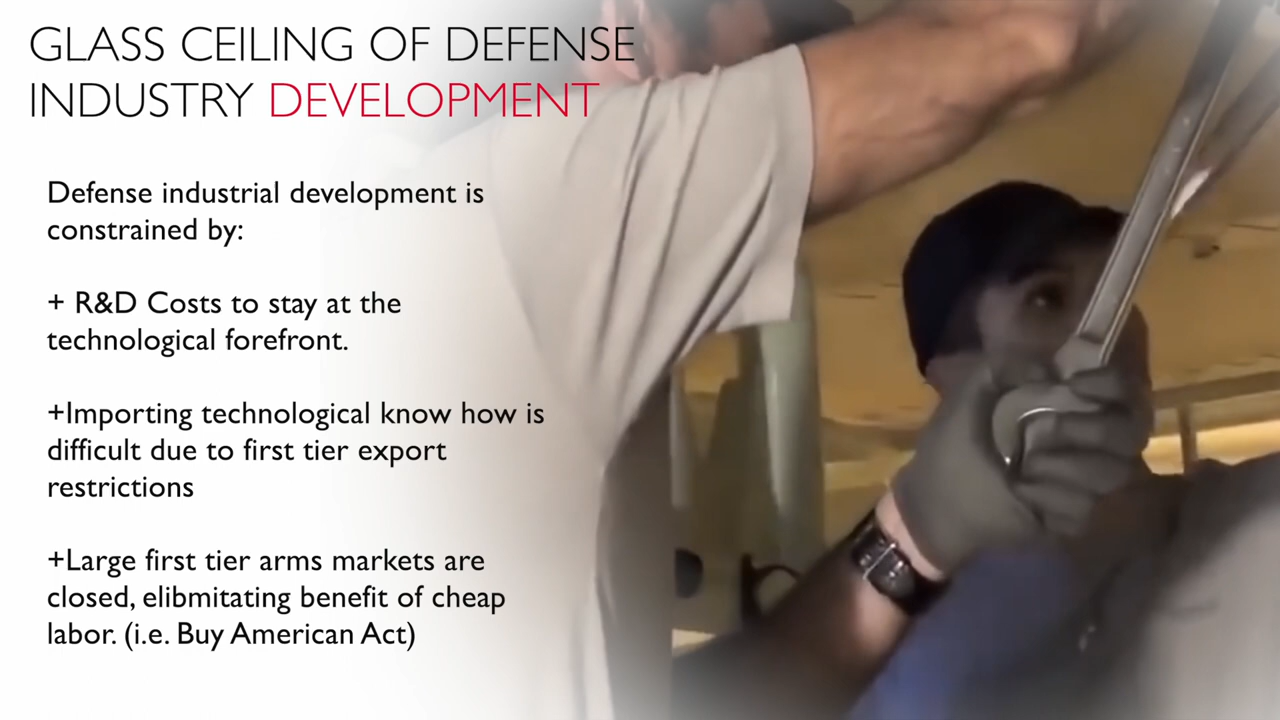 GLASS CEILING OF DEFENSE
INDUSTRY DEVELOPMENT
Defense industrial development is
constrained by:
+ R&D Costs to stay at the
technological forefront.
+Importing technological know how is
difficult due to first tier export
restrictions
+Large first tier arms markets are
closed, elibmitating benefit of cheap
labor. (i.e. Buy American Act)